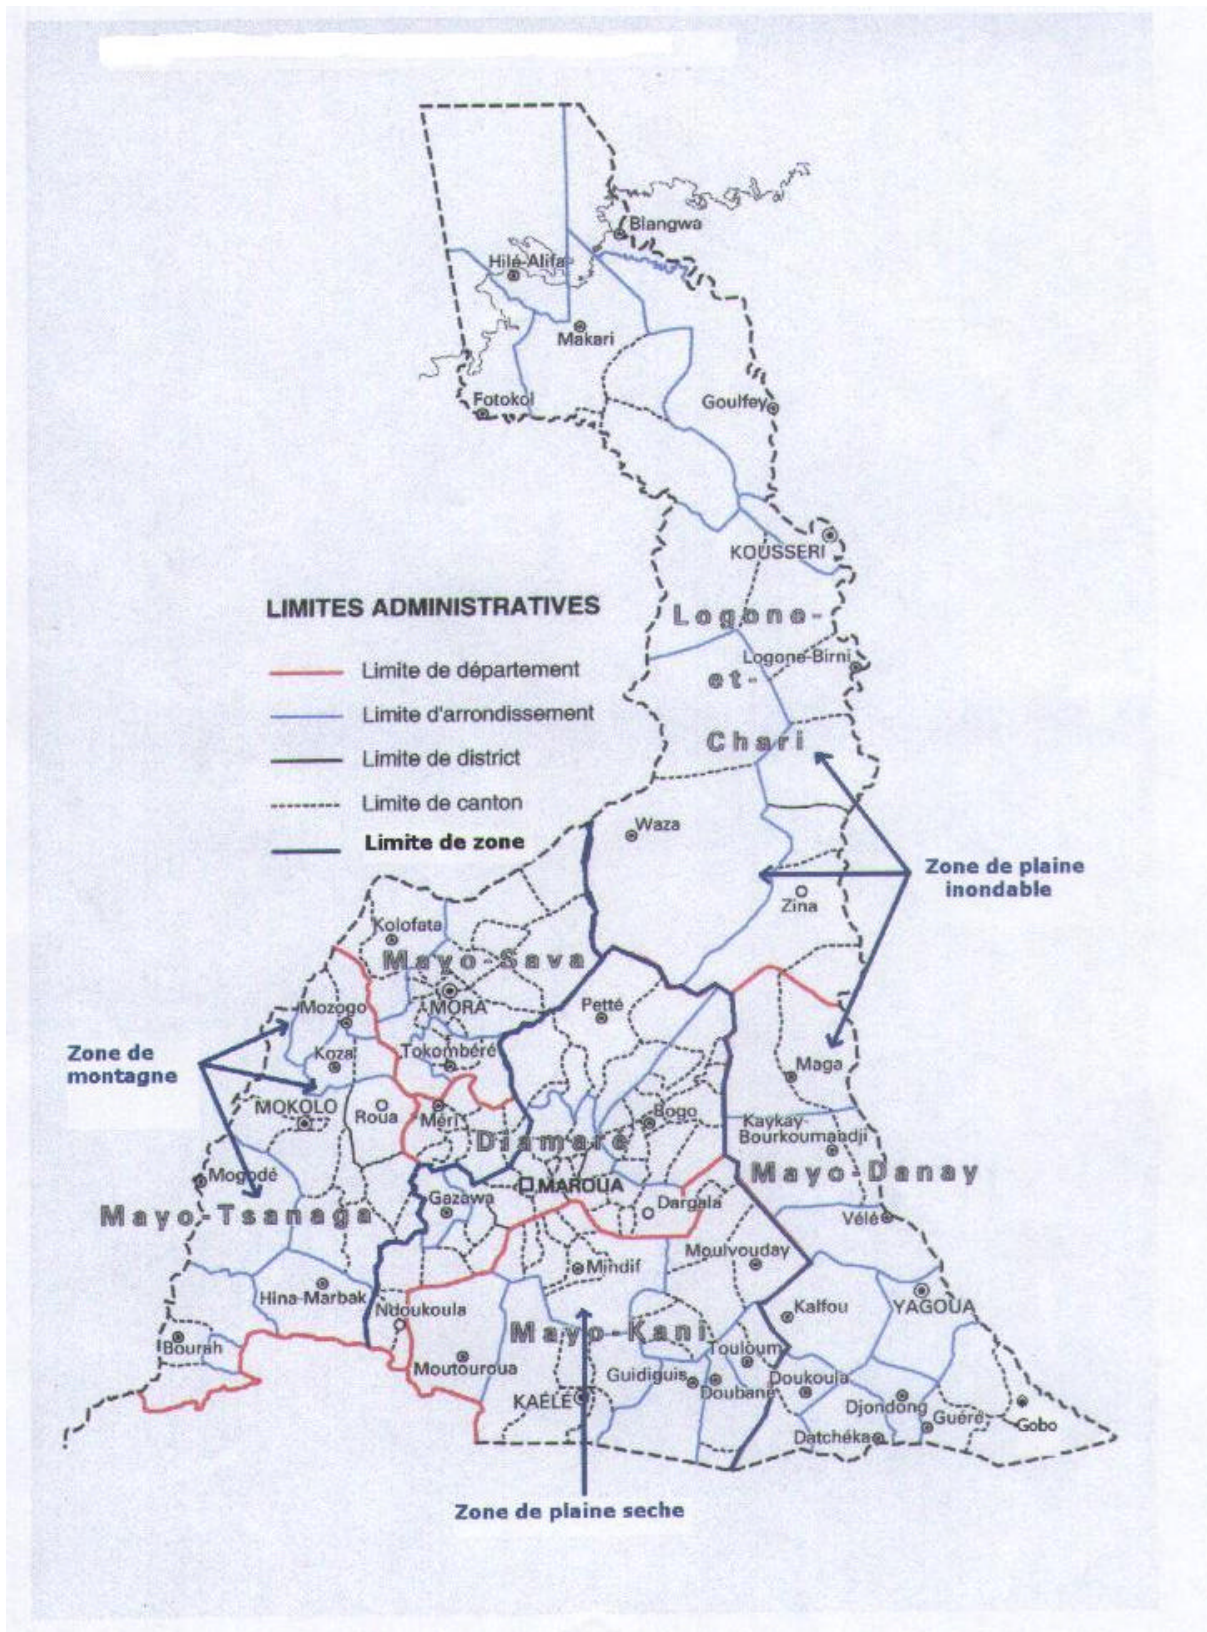 Blangwa
Hilé-Alifa
Makari
Fotokol
Goulfey
KOUSSERI
LIMITES ADMINISTRATIVES
Limite de département
Limite d'arrondissement
Limite de district
Limite de canton
Limite de zone
Logone-
et-
Chari
Logone-Birni
Waza
Zone de plaine
inondable
Zina
Kolofata
Mayo-Sava
Mozogo
MORA
Petté
Zone de
montagne
Koza
Tokombéré
Maga
MOKOLO
Roua
Méri
Bogo
Kaykay-
Bourkoumandji
Diamaré
Mayo-Danay
Mogodé
MAROUA
Gazawa
Dargala
Mayo-Tsanaga
Vélé
Moulvouday
Mindif
Hina-Marbak
Ndoukoula
Kalfou
YAGOUA
Bourah
Mayo-Kani
Touloum
Moutouroua
Guidiguis
Doubane
Doukoula
KAELE
Djondong
Guéré
Gobo
Datchéka
Zone de plaine seche